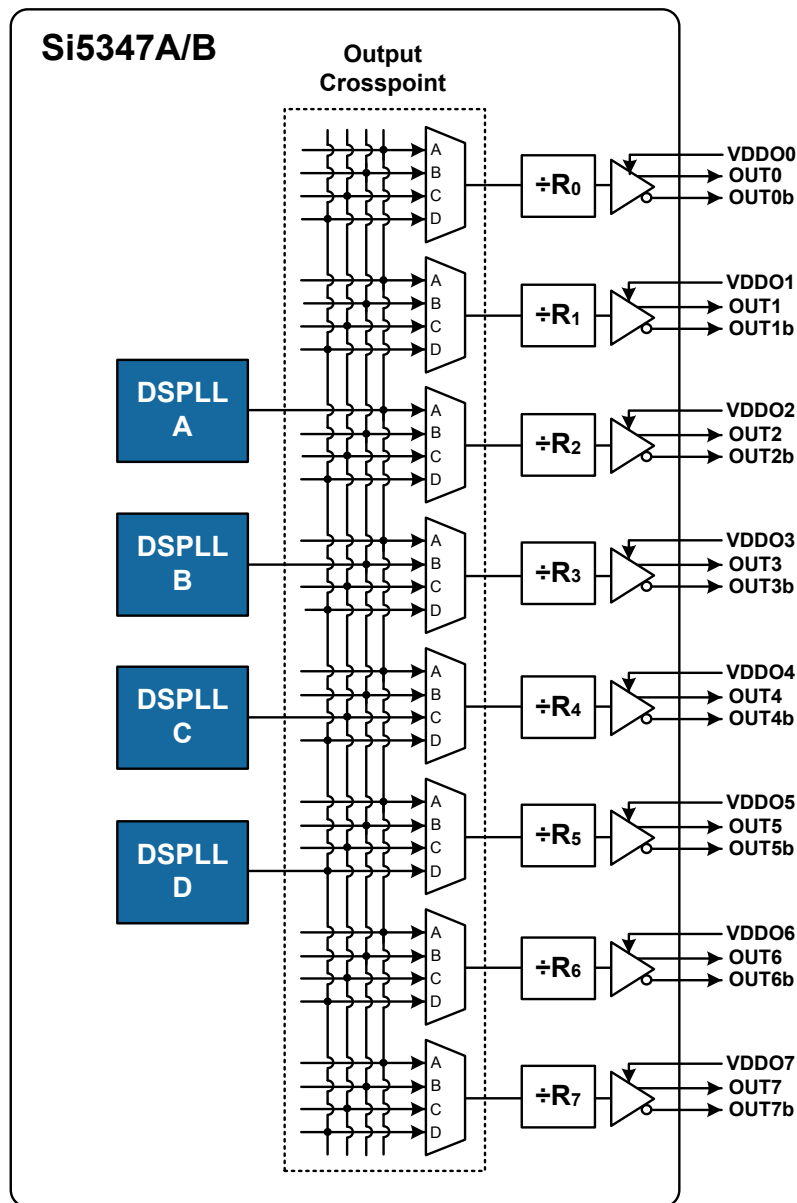 Si5347A/B
Output
Crosspoint
A
B
C
D
÷R0
VDDO0
OUT0
OUT0b
A
B
C
D
÷R1
VDDO1
OUT1
OUT1b
DSPLL
A
A
B
C
D
÷R2
VDDO2
OUT2
OUT2b
DSPLL
B
A
B
C
D
÷R3
VDDO3
OUT3
OUT3b
DSPLL
C
A
B
C
D
÷R4
VDDO4
OUT4
OUT4b
DSPLL
D
A
B
C
D
÷R5
VDDO5
OUT5
OUT5b
A
B
C
D
÷R6
VDDO6
OUT6
OUT6b
A
B
C
D
÷R7
VDDO7
OUT7
OUT7b